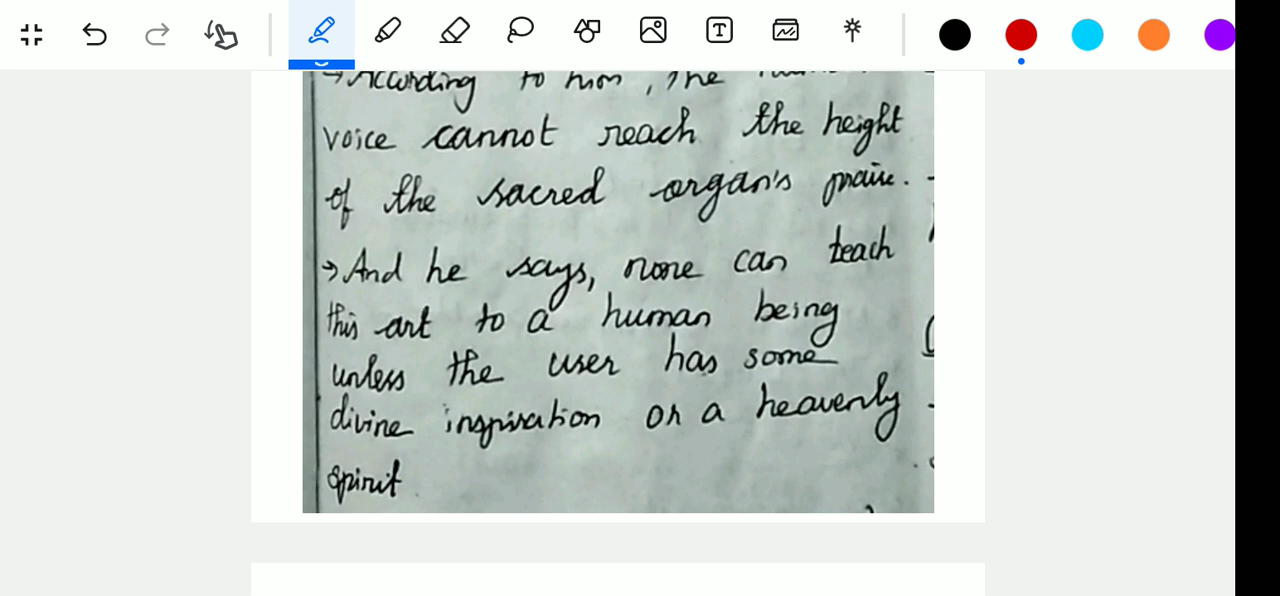 →According to him, The
voice cannot reach the height
of the sacred organ's praise.
→And he says, none can teach
this art to a human being
unless the user has some
divine inspiration or a heavenly
spirit